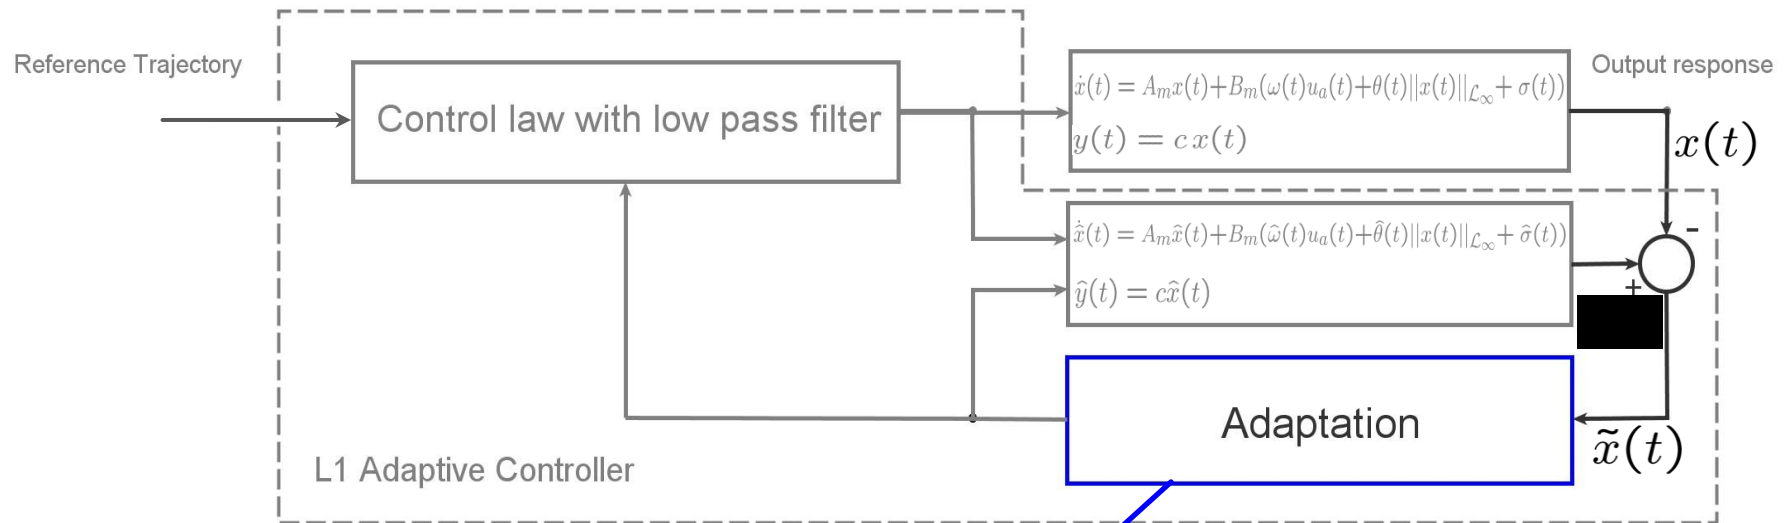 Reference Trajectory
Control law with low pass filter
ẋ(t) = A_m x(t)+B_m(ω(t)u_a(t)+θ(t)||x(t)||_{ℒ∞}+ σ(t))
y(t) = c x(t)
Output response
x(t)
-
x̂̇(t) = A_m x̂(t)+B_m(ω̂(t)u_a(t)+θ̂(t)||x(t)||_{ℒ∞}+ σ̂(t))
ŷ(t) = cx̂(t)
+
Adaptation
x̃(t)
L1 Adaptive Controller